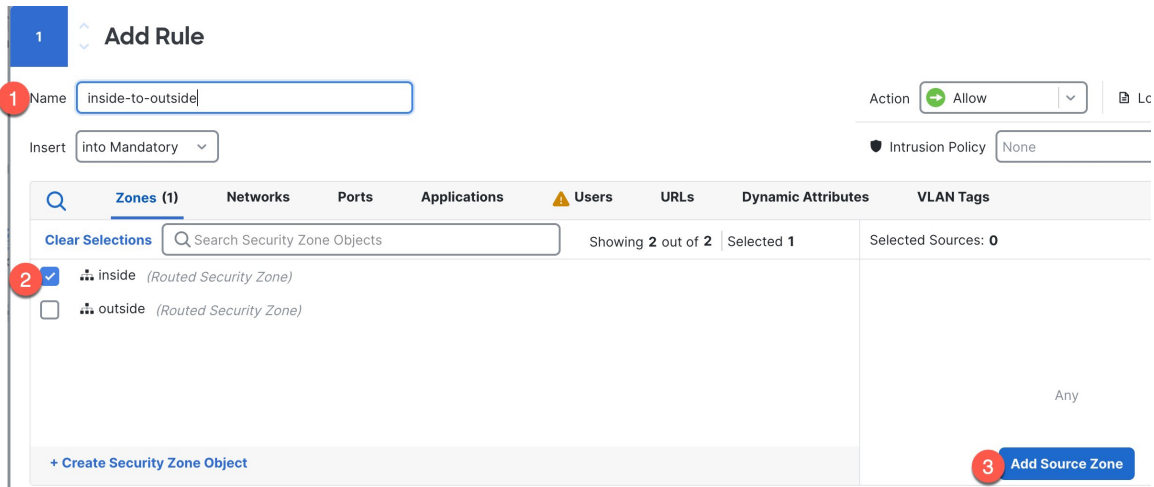 1 Add Rule
1 Name inside-to-outside Action Allow Lo
Insert into Mandatory Intrusion Policy None
Zones (1) Networks Ports Applications Users URLs Dynamic Attributes VLAN Tags
Clear Selections Search Security Zone Objects Showing 2 out of 2 Selected 1 Selected Sources: 0
2 inside (Routed Security Zone)
outside (Routed Security Zone)
Any
+ Create Security Zone Object 3 Add Source Zone